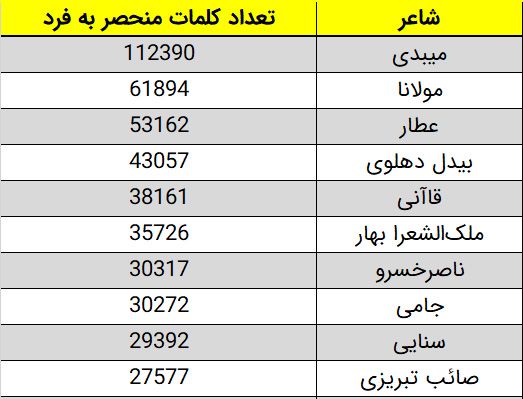 شاعر تعداد کلمات منحصر به فرد
میبدی 112390
مولانا 61894
عطار 53162
بیدل دهلوی 43057
قاآنی 38161
ملک‌الشعرا بهار 35726
ناصرخسرو 30317
جامی 30272
سنایی 29392
صائب تبریزی 27577